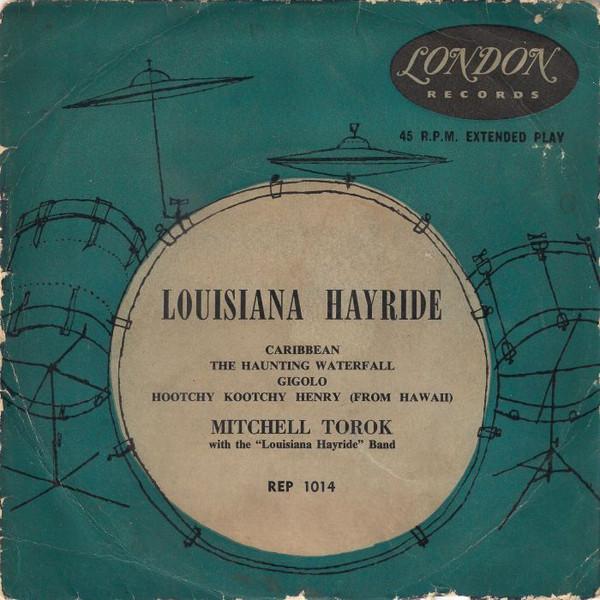 LONDON
RECORDS
45 R.P.M. EXTENDED PLAY
LOUISIANA HAYRIDE
CARIBBEAN
THE HAUNTING WATERFALL
GIGOLO
HOOTCHY KOOTCHY HENRY (FROM HAWAII)
MITCHELL TOROK
with the "Louisiana Hayride" Band
REP 1014